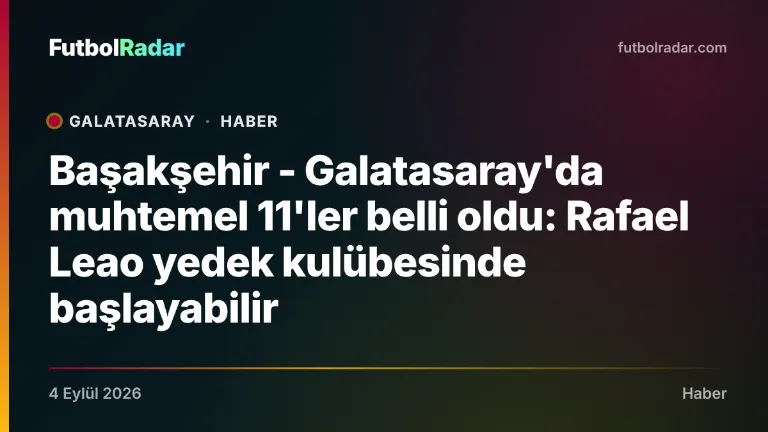 FutbolRadar
futbolradar.com
GALATASARAY · HABER
Başakşehir - Galatasaray'da
muhtemel 11'ler belli oldu: Rafael
Leao yedek kulübesinde
başlayabilir
4 Eylül 2026
Haber